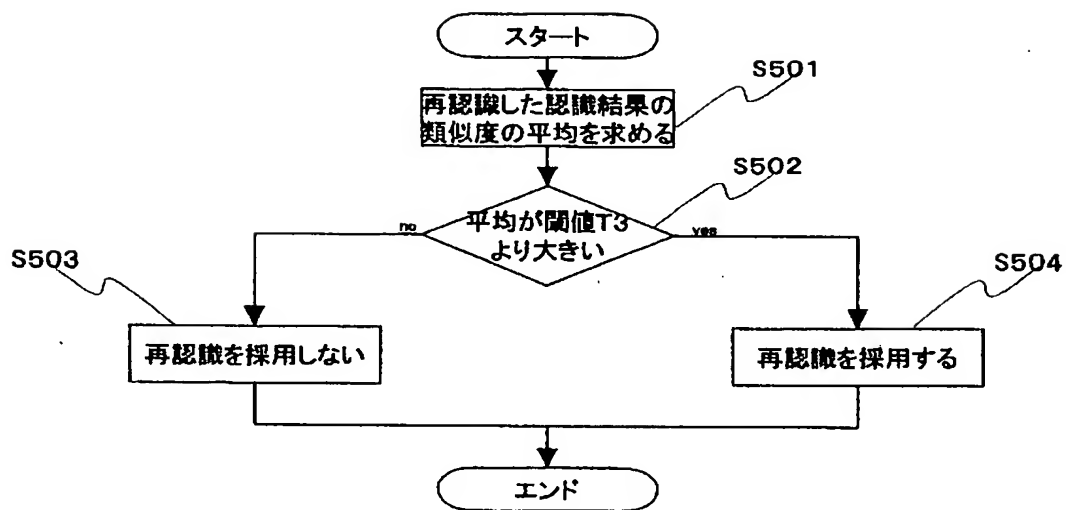 スタート
S501
再認識した認識結果の
類似度の平均を求める
S502
平均が閾値T3
より大きい
no
yes
S503
S504
再認識を採用しない
再認識を採用する
エンド